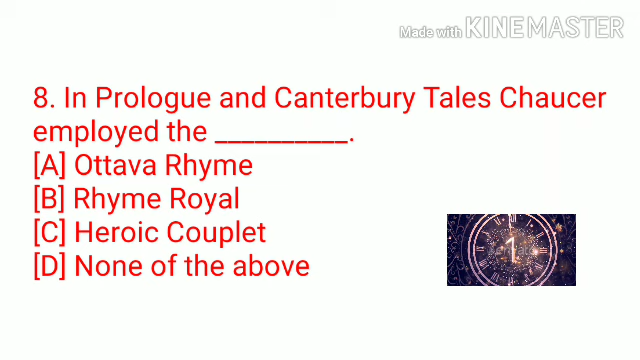 Made with KINEMASTER
8. In Prologue and Canterbury Tales Chaucer
employed the __________.
[A] Ottava Rhyme
[B] Rhyme Royal
[C] Heroic Couplet
[D] None of the above
1